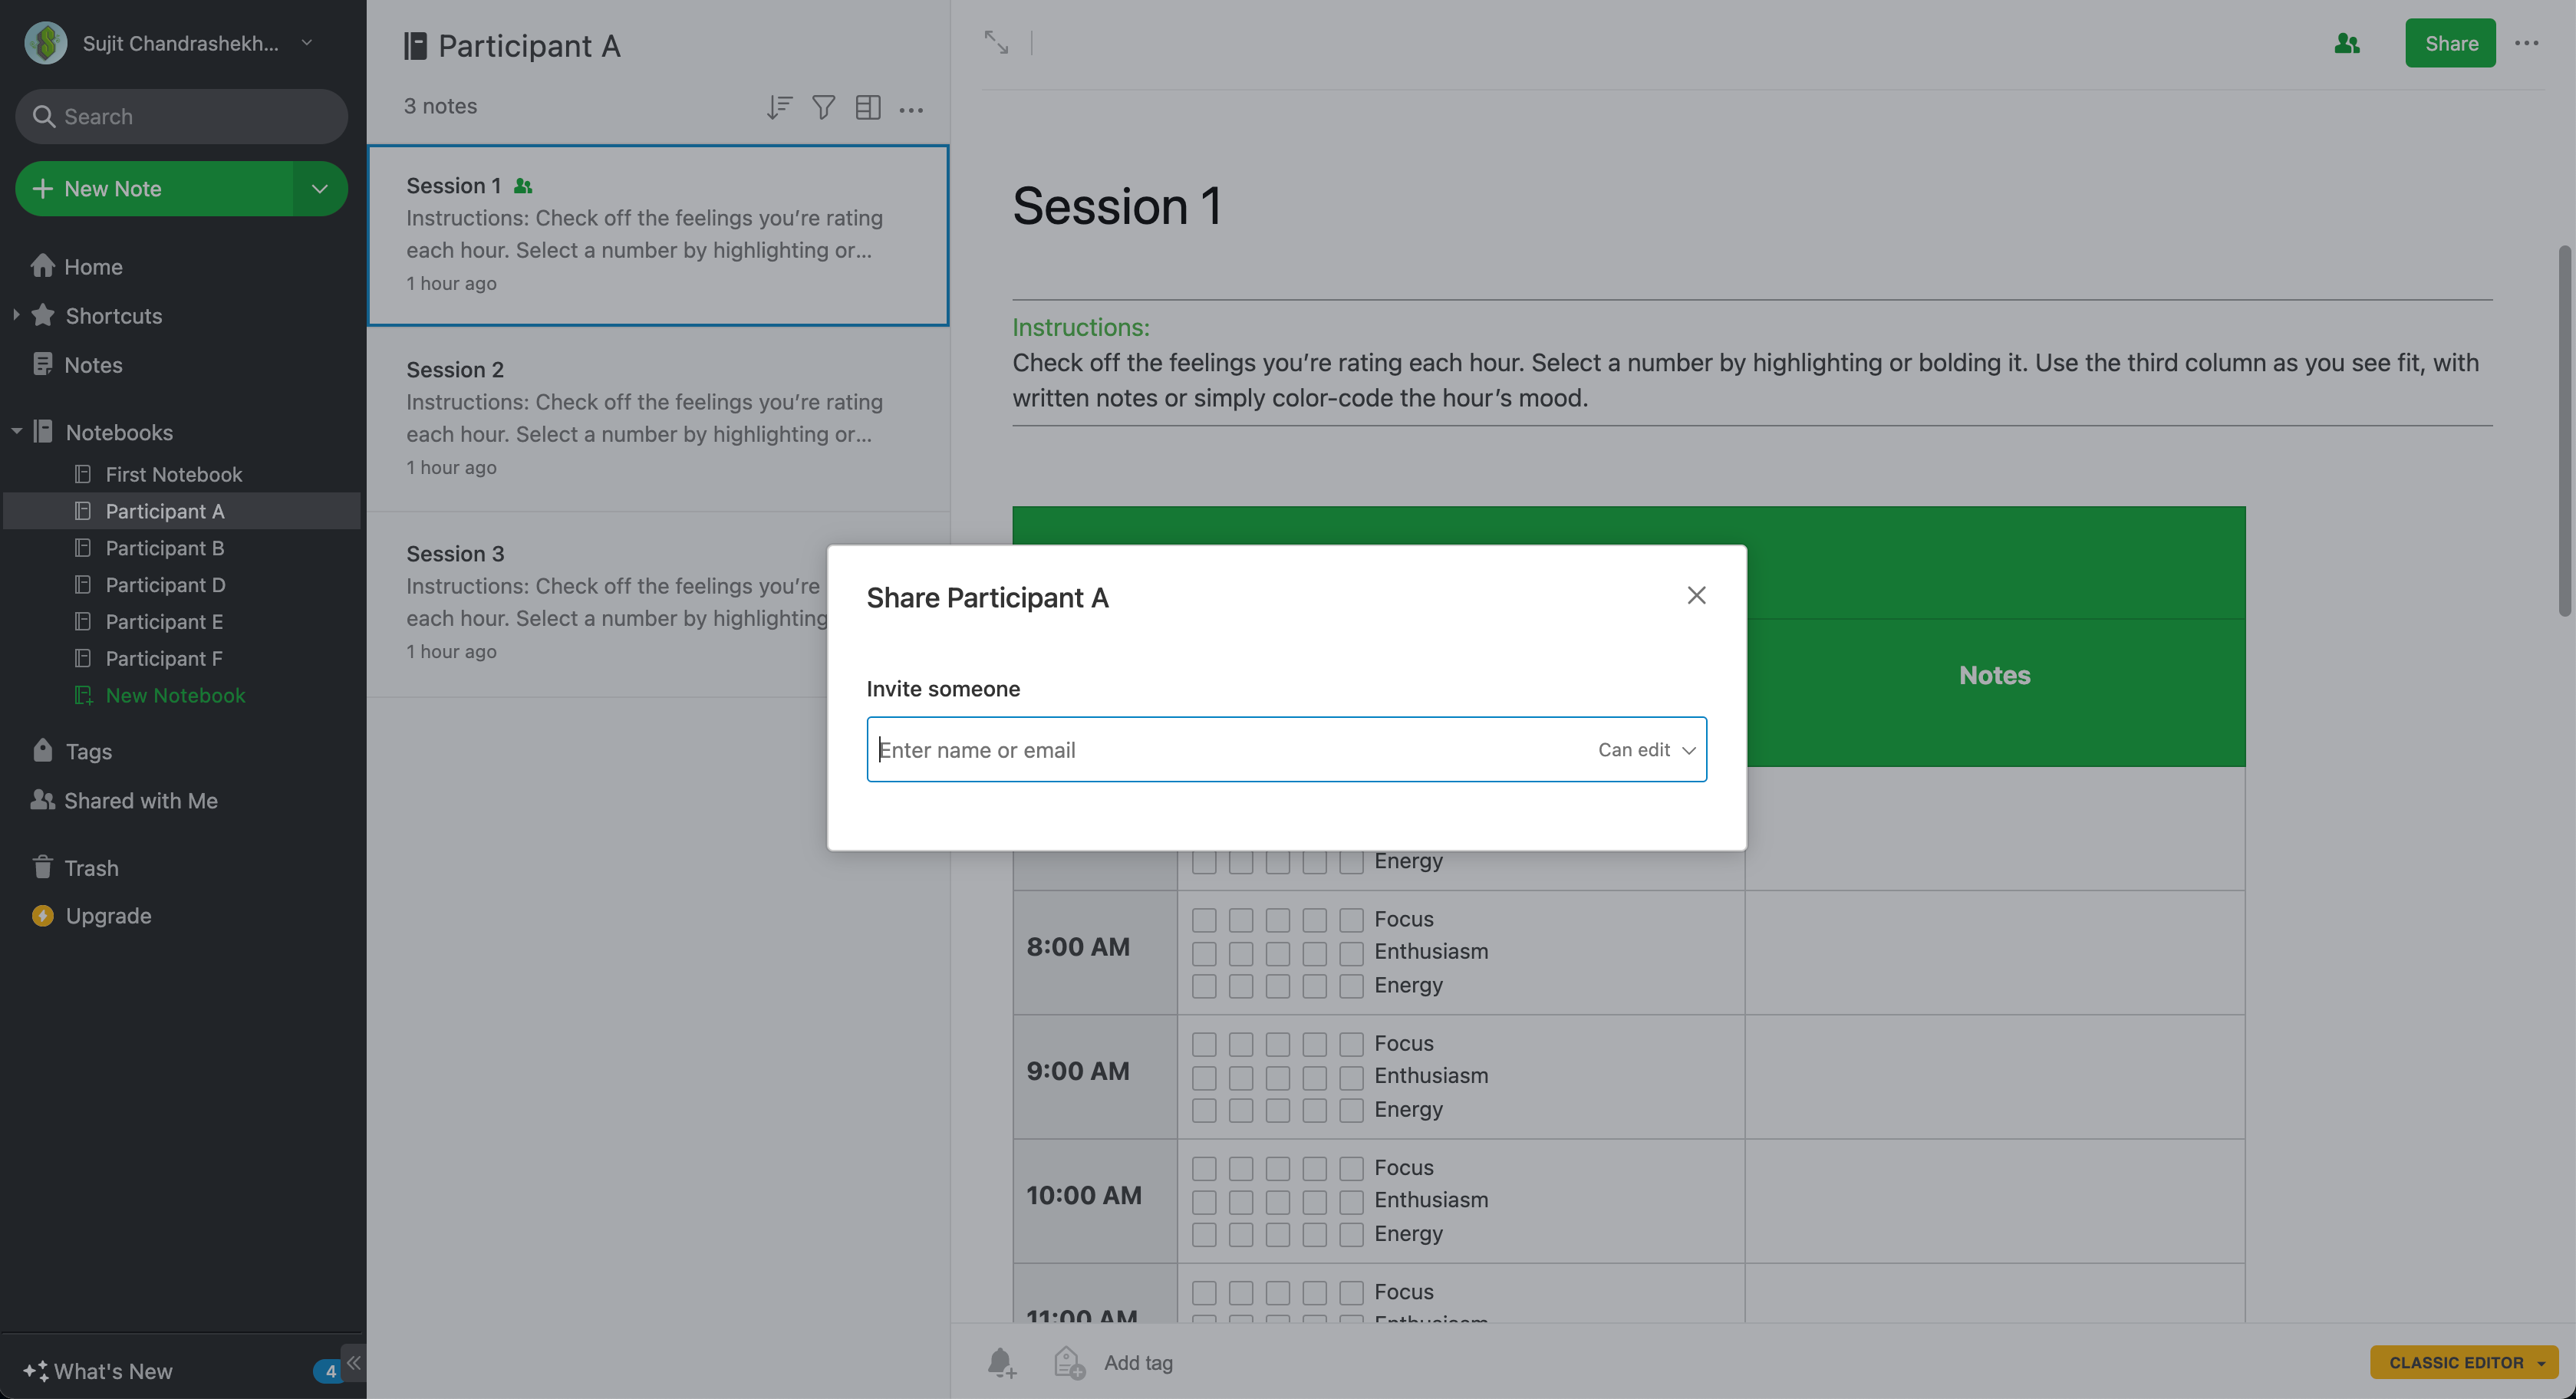 Sujit Chandrashekh...
Search
New Note
Home
Shortcuts
Notes
Notebooks
First Notebook
Participant A
Participant B
Participant D
Participant E
Participant F
New Notebook
Tags
Shared with Me
Trash
Upgrade
What's New
4
Participant A
3 notes
Session 1
Instructions: Check off the feelings you’re rating
each hour. Select a number by highlighting or...
1 hour ago
Session 2
Instructions: Check off the feelings you’re rating
each hour. Select a number by highlighting or...
1 hour ago
Session 3
Instructions: Check off the feelings you’re
each hour. Select a number by highlighting
1 hour ago
Share
Session 1
Instructions:
Check off the feelings you’re rating each hour. Select a number by highlighting or bolding it. Use the third column as you see fit, with
written notes or simply color-code the hour’s mood.
Share Participant A
Invite someone
Enter name or email
Can edit
Notes
Energy
8:00 AM
Focus
Enthusiasm
Energy
9:00 AM
Focus
Enthusiasm
Energy
10:00 AM
Focus
Enthusiasm
Energy
11:00 AM
Focus
Enthusiasm
Add tag
CLASSIC EDITOR